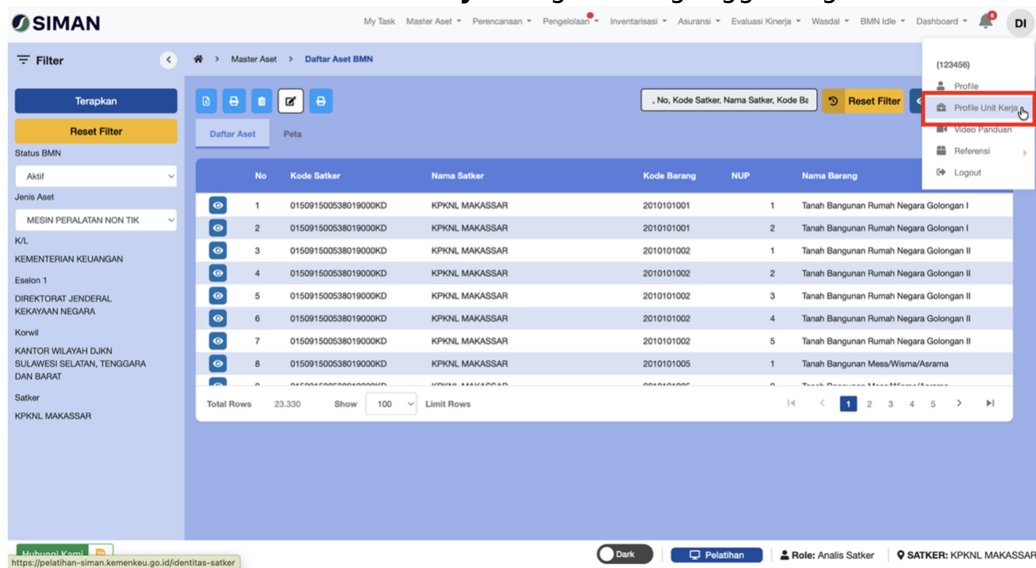 SIMAN
My Task Master Aset Perencanaan Pengelolaan Inventarisasi Asuransi Evaluasi Kinerja Wasdal BMN Idle Dashboard DI
Filter
Master Aset > Daftar Aset BMN
(123456)
Profile
Profile Unit Kerja
Video Panduan
Referensi
Logout
Terapkan
Reset Filter
Status BMN
Aktif
Jenis Aset
MESIN PERALATAN NON TIK
K/L
KEMENTERIAN KEUANGAN
Eselon 1
DIREKTORAT JENDERAL
KEKAYAAN NEGARA
Korwil
KANTOR WILAYAH DJKN
SULAWESI SELATAN, TENGGARA
DAN BARAT
Satker
KPKNL MAKASSAR
, No, Kode Satker, Nama Satker, Kode Ba Reset Filter
Daftar Aset Peta
No Kode Satker Nama Satker Kode Barang NUP Nama Barang
1 015091500538019000KD KPKNL MAKASSAR 2010101001 1 Tanah Bangunan Rumah Negara Golongan I
2 015091500538019000KD KPKNL MAKASSAR 2010101001 2 Tanah Bangunan Rumah Negara Golongan I
3 015091500538019000KD KPKNL MAKASSAR 2010101002 1 Tanah Bangunan Rumah Negara Golongan II
4 015091500538019000KD KPKNL MAKASSAR 2010101002 2 Tanah Bangunan Rumah Negara Golongan II
5 015091500538019000KD KPKNL MAKASSAR 2010101002 3 Tanah Bangunan Rumah Negara Golongan II
6 015091500538019000KD KPKNL MAKASSAR 2010101002 4 Tanah Bangunan Rumah Negara Golongan II
7 015091500538019000KD KPKNL MAKASSAR 2010101002 5 Tanah Bangunan Rumah Negara Golongan II
8 015091500538019000KD KPKNL MAKASSAR 2010101005 1 Tanah Bangunan Mess/Wisma/Asrama
Total Rows 23.330 Show 100 Limit Rows 1 2 3 4 5
Hubungi Kami
https://pelatihan-siman.kemenkeu.go.id/identitas-satker
Dark Pelatihan Role: Analis Satker SATKER: KPKNL MAKASSAR